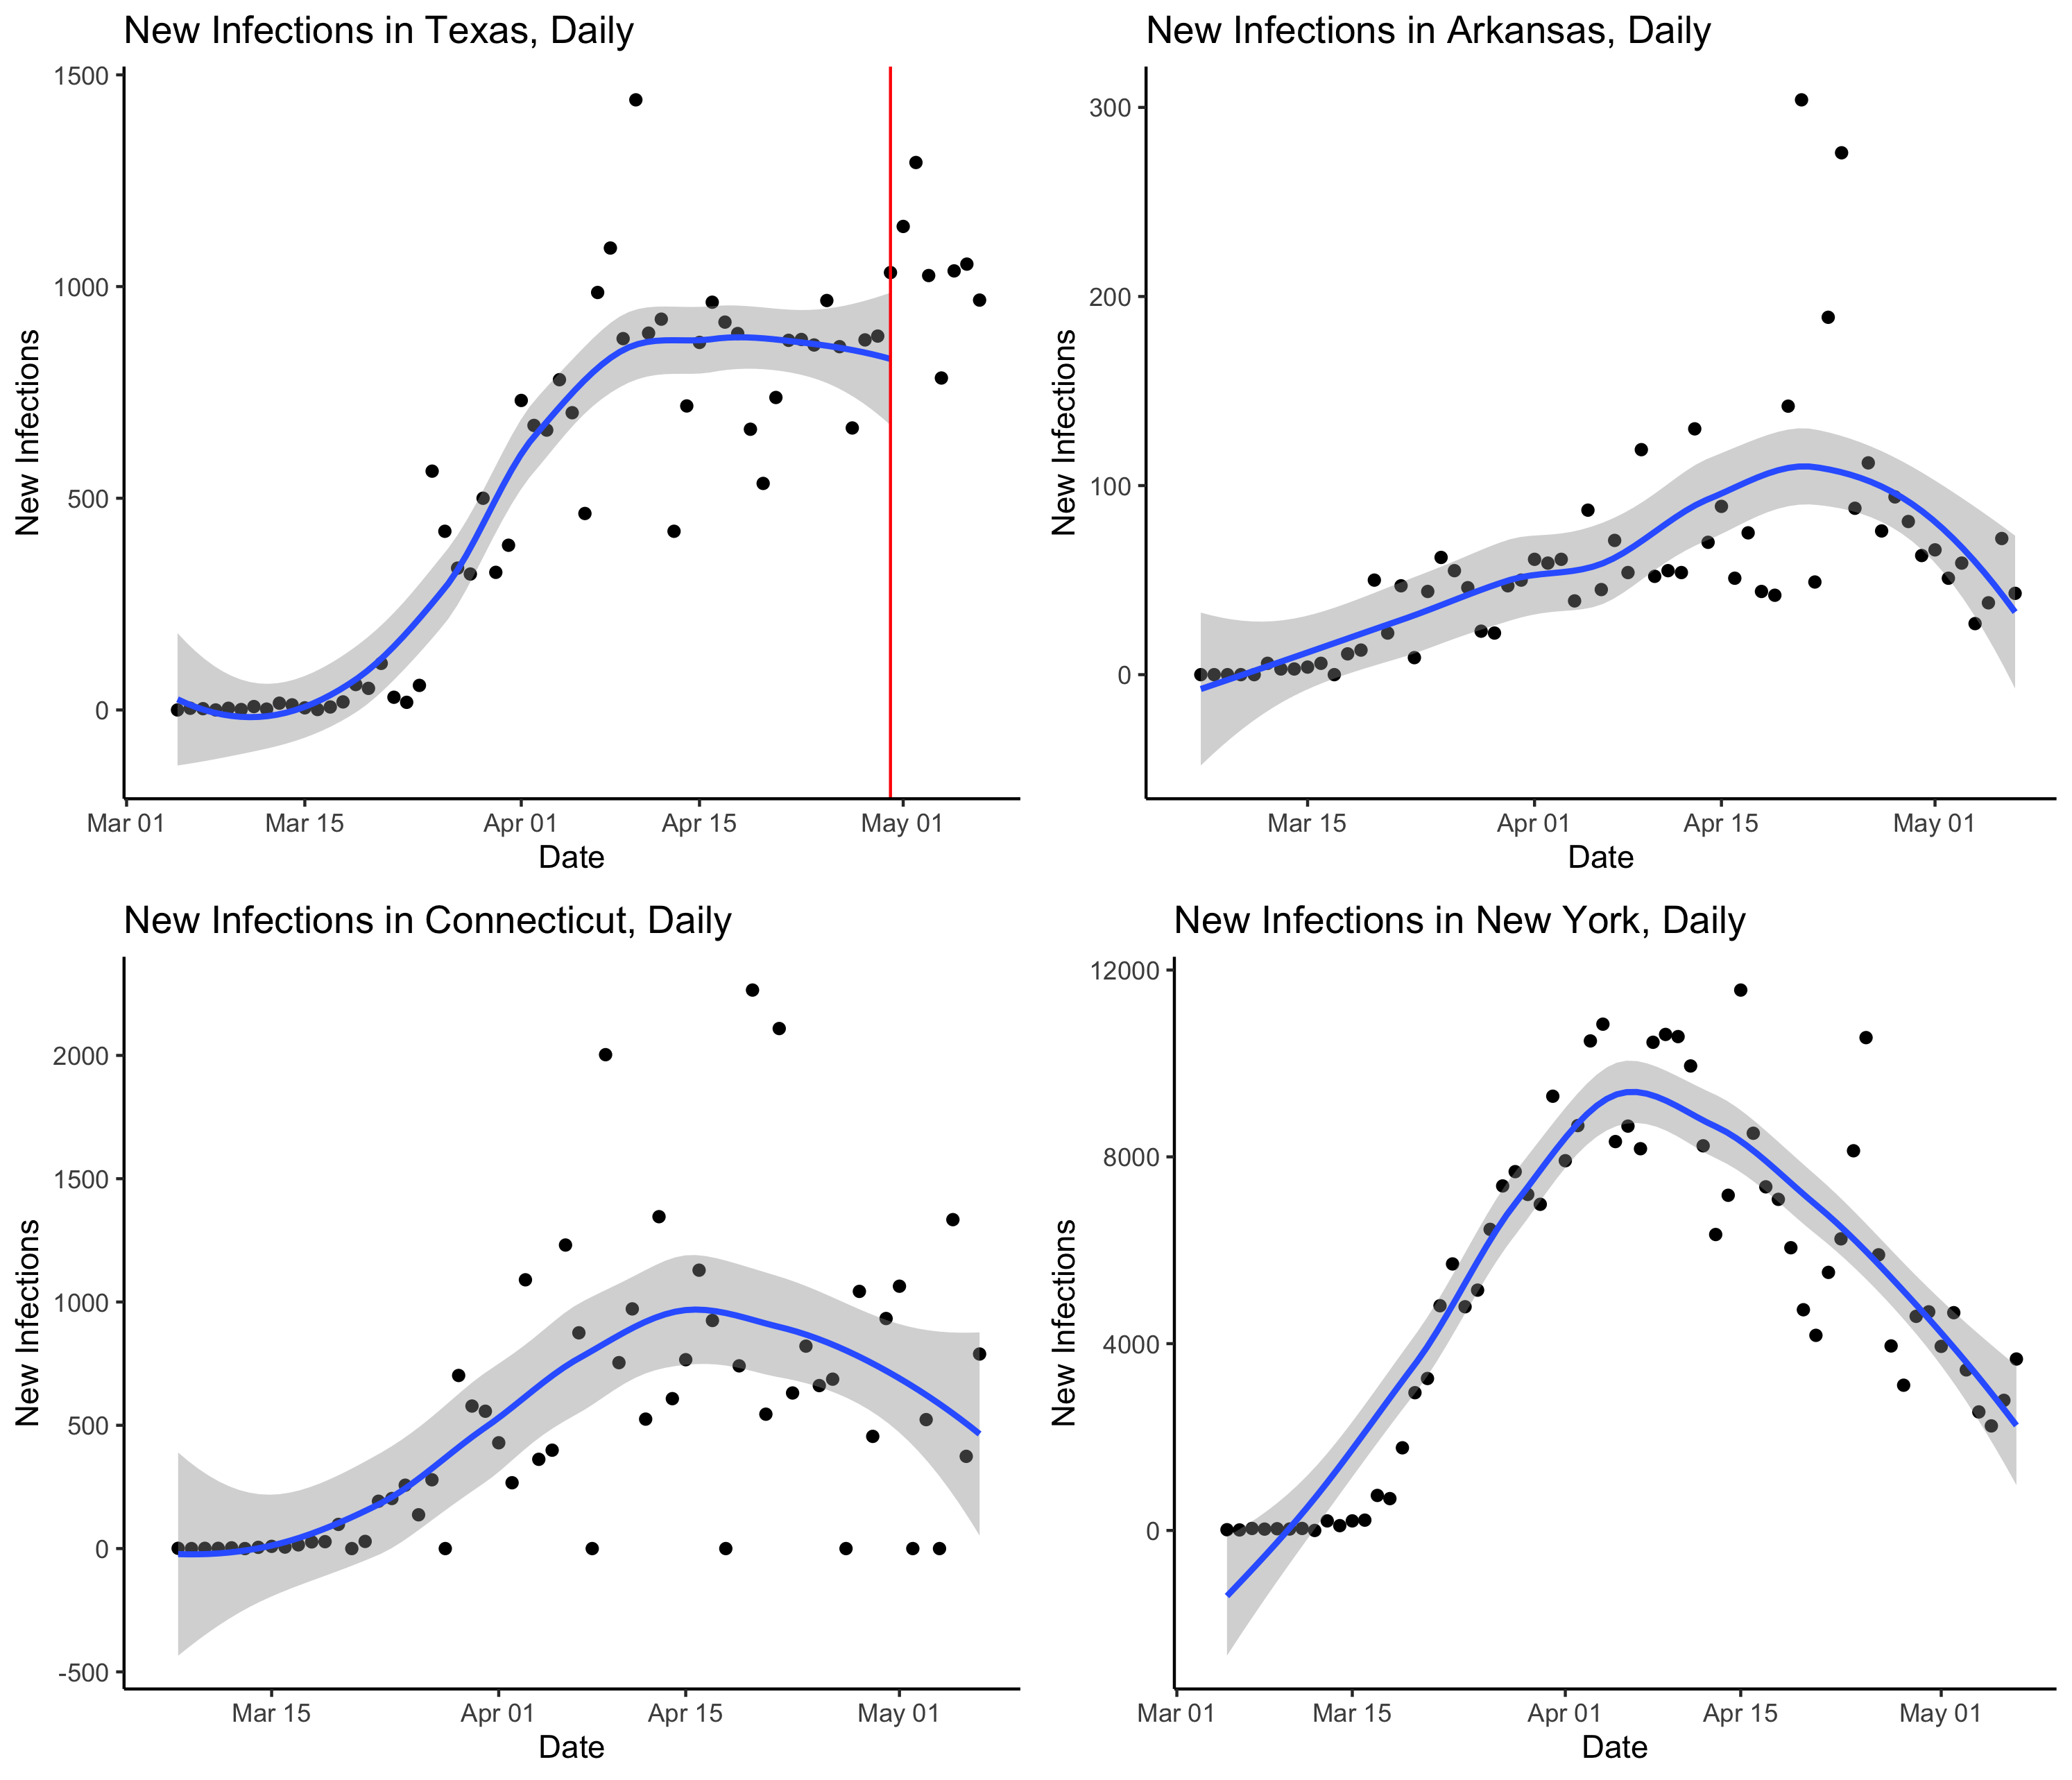 New Infections in Texas, Daily
1500
1000
500
0
New Infections
Mar 01 Mar 15 Apr 01 Apr 15 May 01
Date
New Infections in Arkansas, Daily
300
200
100
0
New Infections
Mar 15 Apr 01 Apr 15 May 01
Date
New Infections in Connecticut, Daily
2000
1500
1000
500
0
-500
New Infections
Mar 15 Apr 01 Apr 15 May 01
Date
New Infections in New York, Daily
12000
8000
4000
0
New Infections
Mar 01 Mar 15 Apr 01 Apr 15 May 01
Date